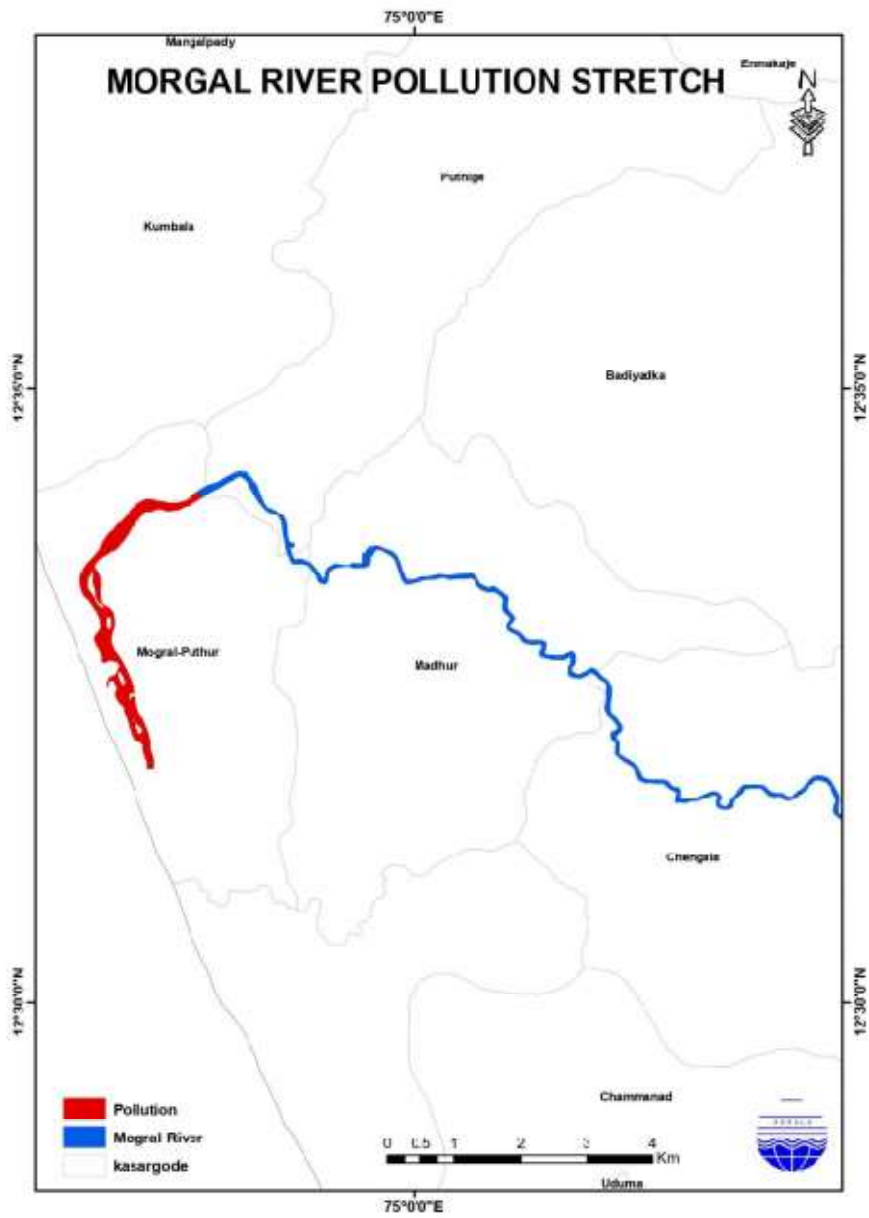 75°0'0"E
Manjalpady
Enmakaje
MORGAL RIVER POLLUTION STRETCH
N
Puthige
Kumbala
12°35'0"N
12°35'0"N
Badiyadka
Mogral-Puthur
Madhur
Chengala
12°30'0"N
12°30'0"N
Chammanad
Pollution
Mogral River
kasargode
0 0.5 1 2 3 4
Km
KERALA
Uduma
75°0'0"E